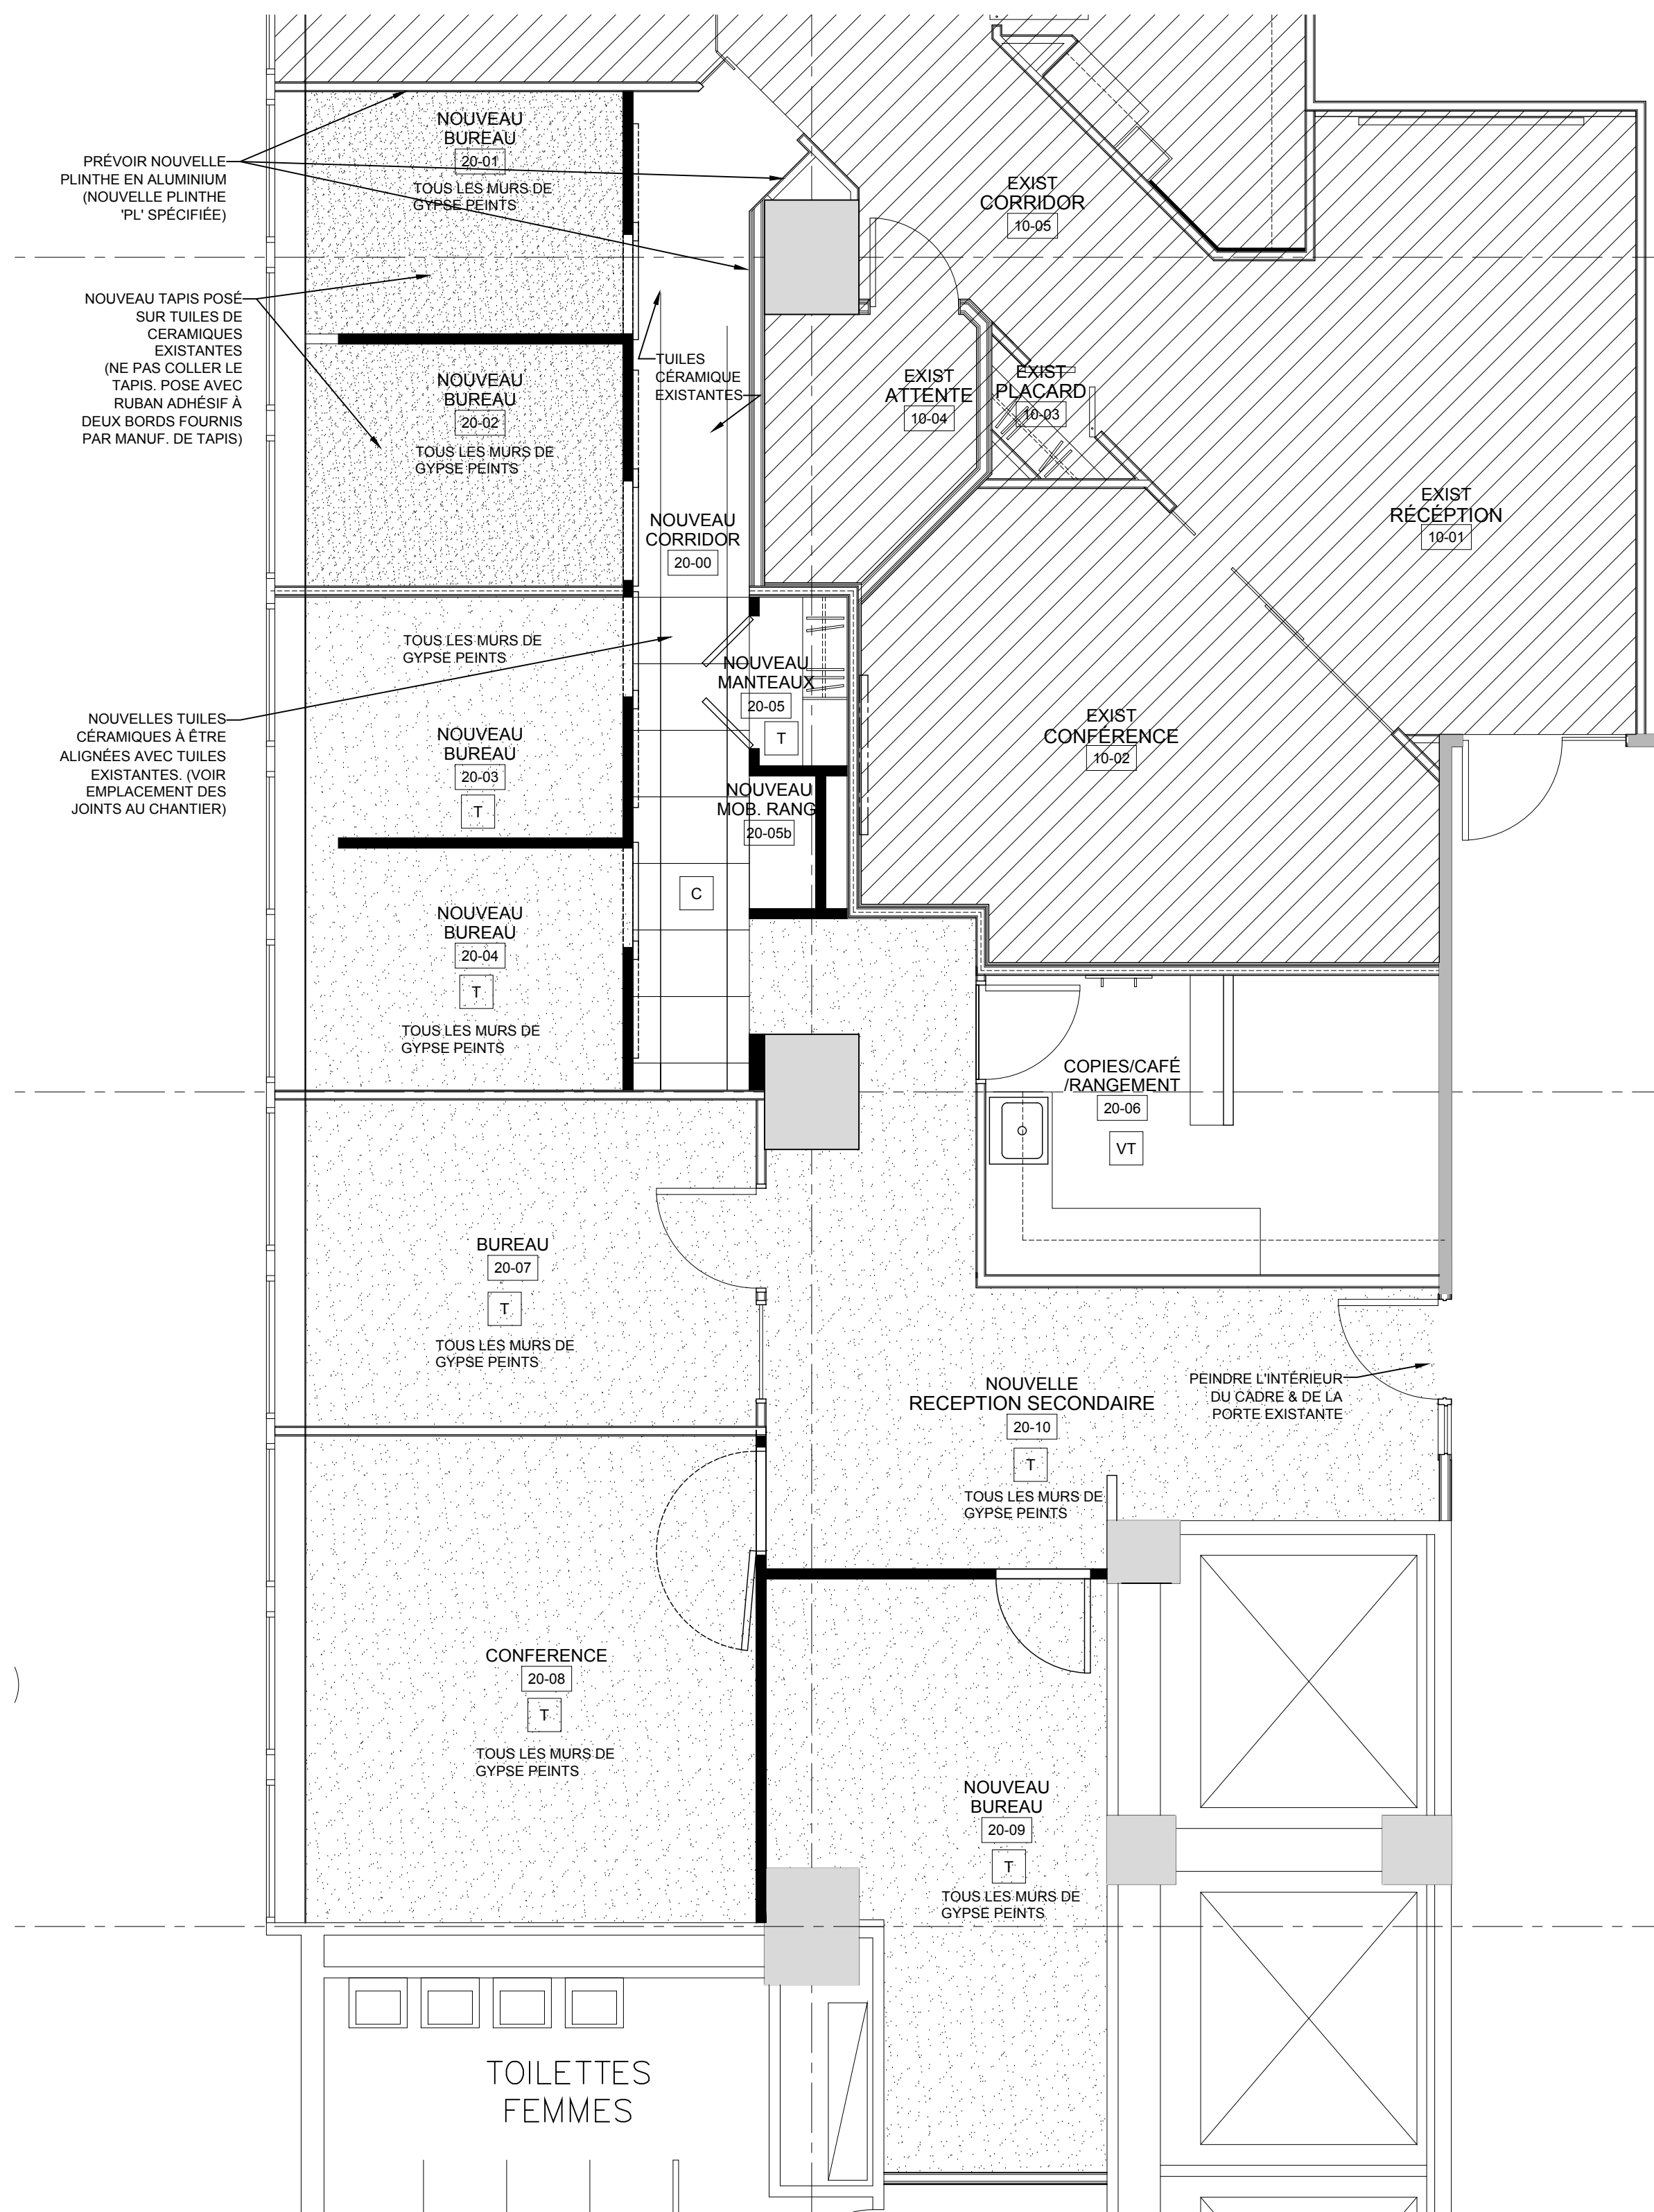 NOUVEAU
BUREAU
20-01
TOUS LES MURS DE
GYPSE PEINTS
PRÉVOIR NOUVELLE
PLINTHE EN ALUMINIUM
(NOUVELLE PLINTHE
'PL' SPÉCIFIÉE)
EXIST
CORRIDOR
10-05
NOUVEAU TAPIS POSÉ
SUR TUILES DE
CERAMIQUES
EXISTANTES
(NE PAS COLLER LE
TAPIS. POSE AVEC
RUBAN ADHÉSIF À
DEUX BORDS FOURNIS
PAR MANUF. DE TAPIS)
NOUVEAU
BUREAU
20-02
TOUS LES MURS DE
GYPSE PEINTS
TUILES
CÉRAMIQUE
EXISTANTES
EXIST
ATTENTE
10-04
EXIST
PLACARD
10-03
EXIST
RÉCÉPTION
10-01
NOUVEAU
CORRIDOR
20-00
TOUS LES MURS DE
GYPSE PEINTS
NOUVEAU
MANTEAUX
20-05
T
NOUVELLES TUILES
CÉRAMIQUES À ÊTRE
ALIGNÉES AVEC TUILES
EXISTANTES. (VOIR
EMPLACEMENT DES
JOINTS AU CHANTIER)
NOUVEAU
BUREAU
20-03
T
EXIST
CONFÉRENCE
10-02
NOUVEAU
MOB. RANG
20-05b
C
NOUVEAU
BUREAU
20-04
T
TOUS LES MURS DE
GYPSE PEINTS
COPIES/CAFÉ
/RANGEMENT
20-06
VT
BUREAU
20-07
T
TOUS LES MURS DE
GYPSE PEINTS
NOUVELLE
RECEPTION SECONDAIRE
20-10
T
TOUS LES MURS DE
GYPSE PEINTS
PEINDRE L'INTÉRIEUR
DU CADRE & DE LA
PORTE EXISTANTE
CONFERENCE
20-08
T
TOUS LES MURS DE
GYPSE PEINTS
NOUVEAU
BUREAU
20-09
T
TOUS LES MURS DE
GYPSE PEINTS
TOILETTES
FEMMES